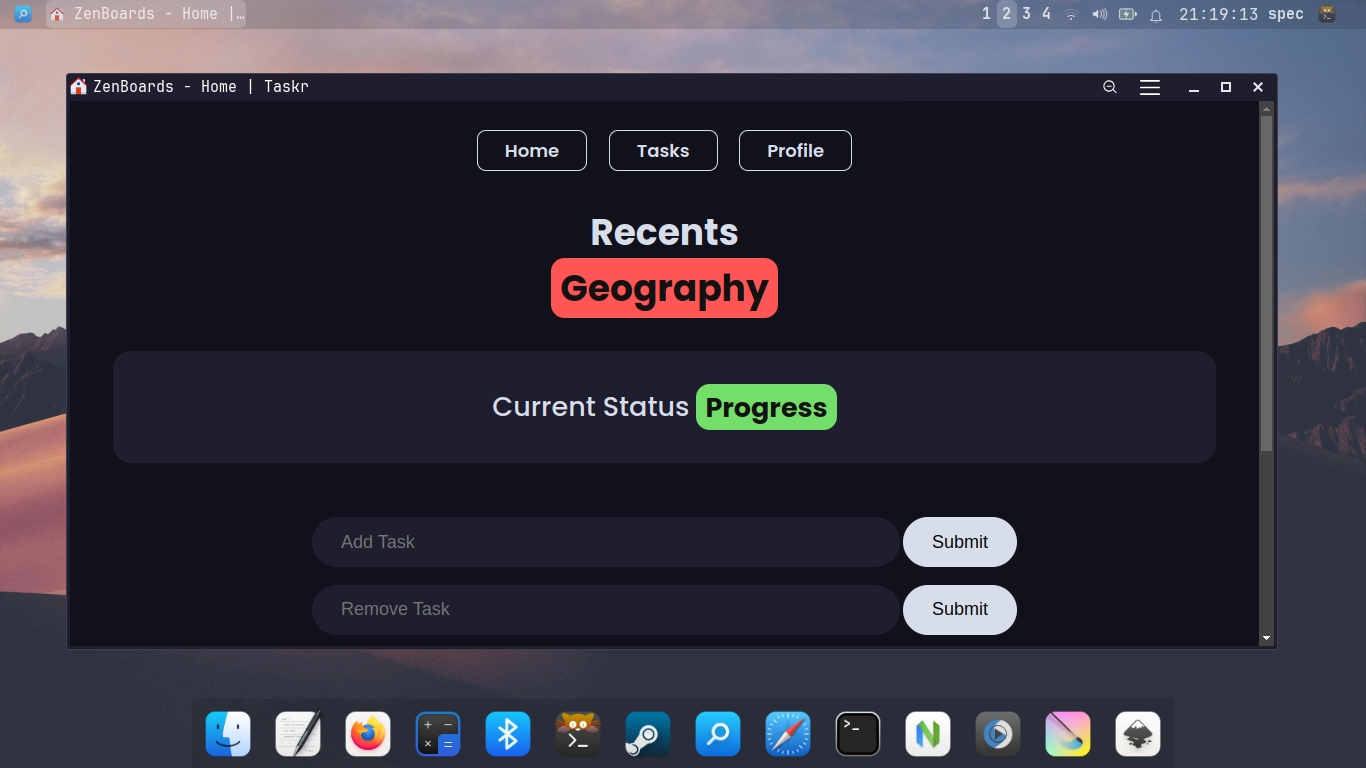 ZenBoards - Home |…
1 2 3 4
21:19:13 spec
ZenBoards - Home | Taskr
Home Tasks Profile
Recents
Geography
Current Status Progress
Add Task Submit
Remove Task Submit